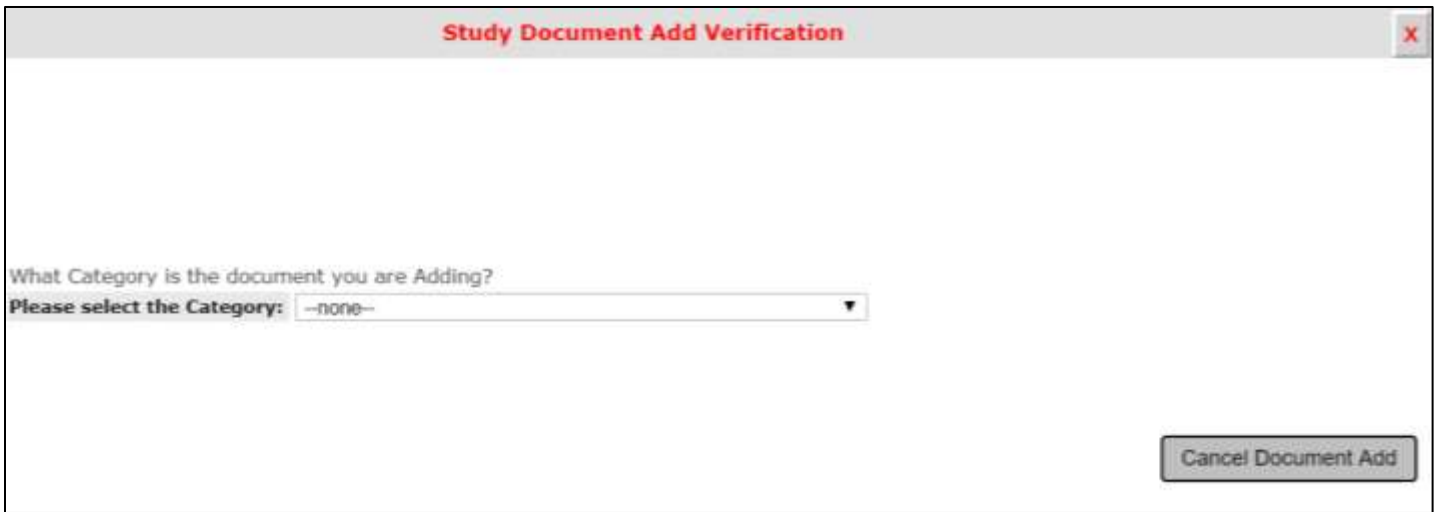 Study Document Add Verification
X
What Category is the document you are Adding?
Please select the Category: --none--
Cancel Document Add